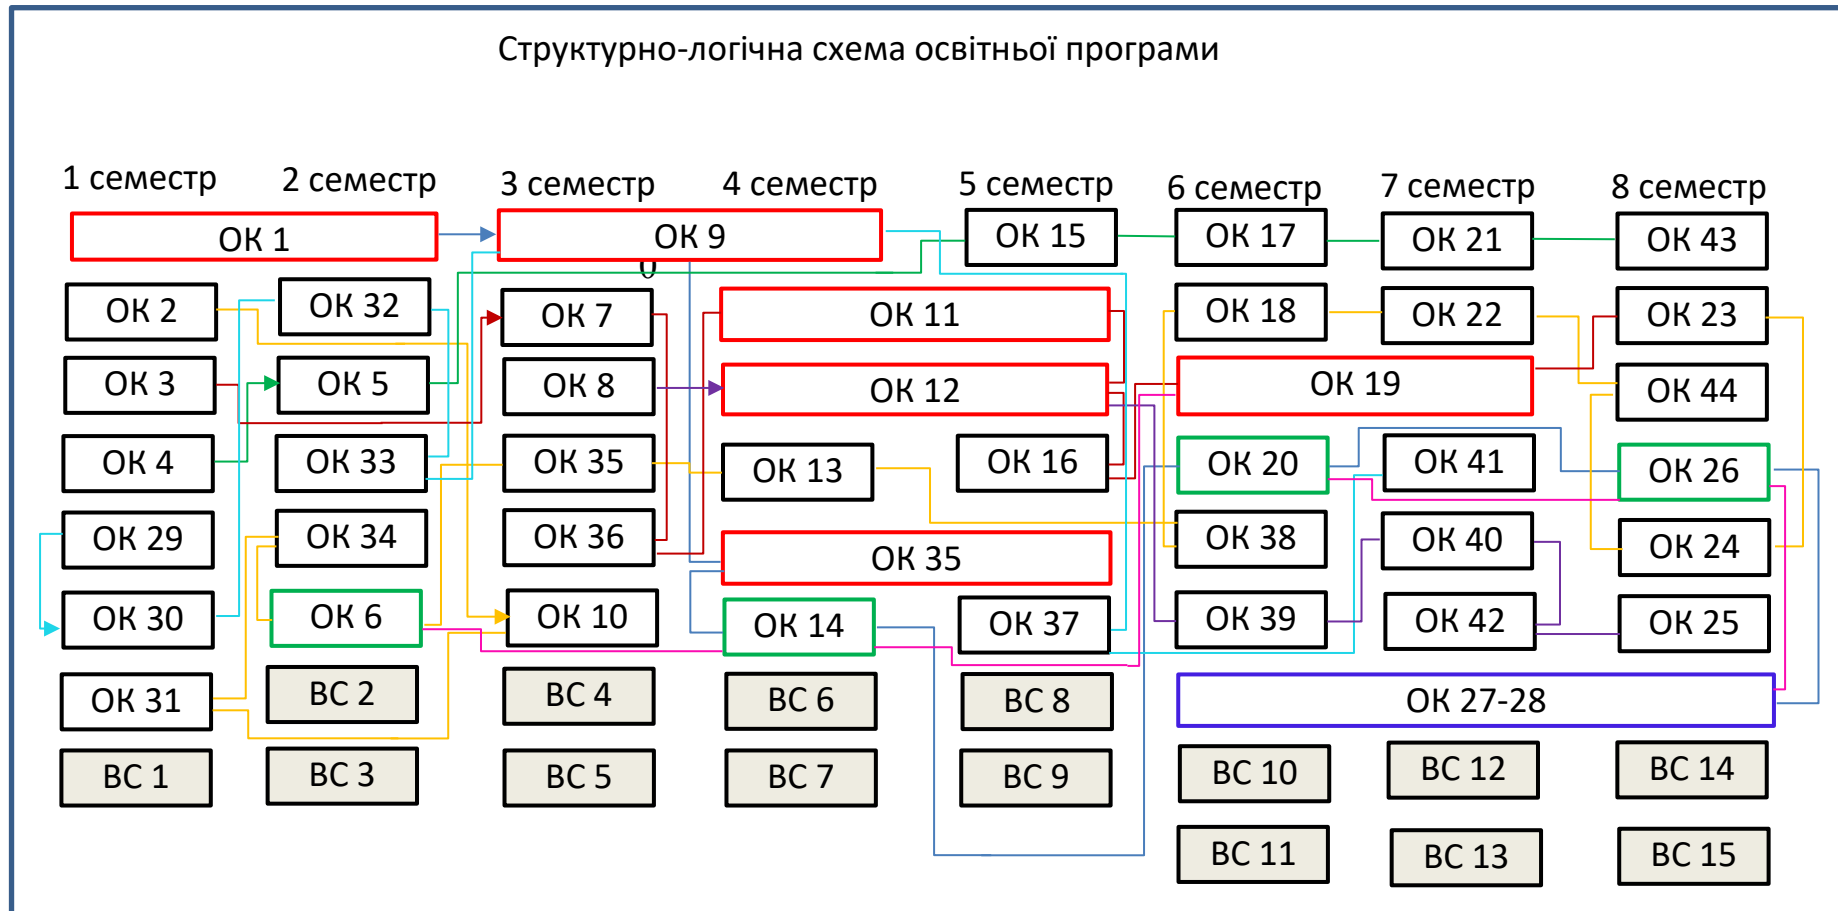 Структурно-логічна схема освітньої програми
1 семестр 2 семестр 3 семестр 4 семестр 5 семестр 6 семестр 7 семестр 8 семестр
ОК 1 ОК 9 ОК 15 ОК 17 ОК 21 ОК 43
0
ОК 2 ОК 32 ОК 7 ОК 11 ОК 18 ОК 22 ОК 23
ОК 3 ОК 5 ОК 8 ОК 12 ОК 19 ОК 44
ОК 4 ОК 33 ОК 35 ОК 13 ОК 16 ОК 20 ОК 41 ОК 26
ОК 29 ОК 34 ОК 36 ОК 35 ОК 38 ОК 40 ОК 24
ОК 30 ОК 6 ОК 10 ОК 14 ОК 37 ОК 39 ОК 42 ОК 25
ОК 31 ВС 2 ВС 4 ВС 6 ВС 8 ОК 27-28
ВС 1 ВС 3 ВС 5 ВС 7 ВС 9 ВС 10 ВС 12 ВС 14
ВС 11 ВС 13 ВС 15